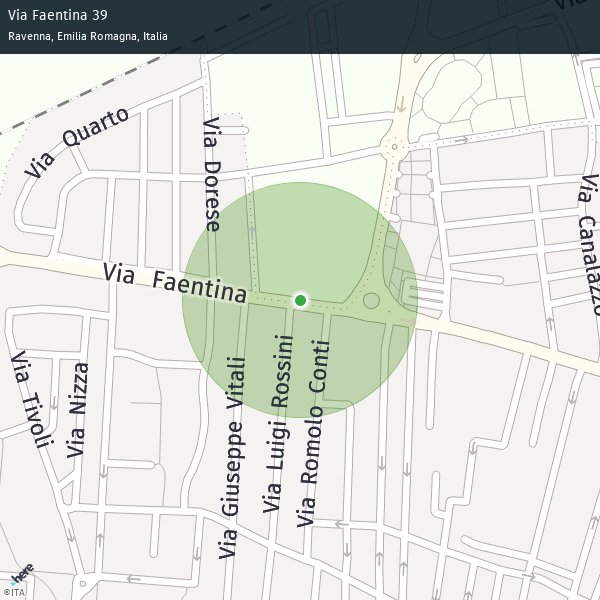 Via Faentina 39
Ravenna, Emilia Romagna, Italia
Via Quarto
Via Dorese
Via Canalazzo
Via Faentina
Via Tivoli
Via Nizza
Via Giuseppe Vitali
Via Luigi Rossini
Via Romolo Conti
here
©ITA